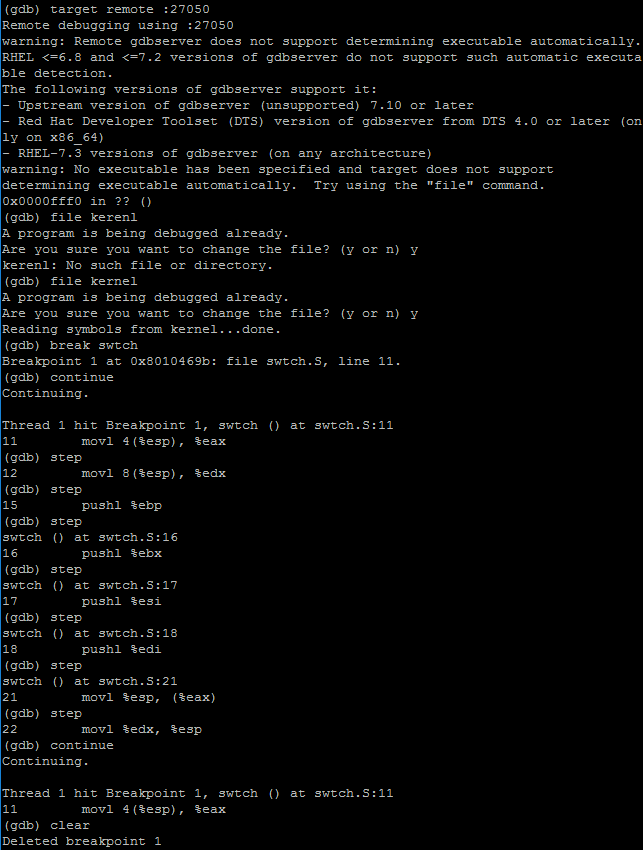 (gdb) target remote :27050
Remote debugging using :27050
warning: Remote gdbserver does not support determining executable automatically.
RHEL <=6.8 and <=7.2 versions of gdbserver do not support such automatic executa
ble detection.
The following versions of gdbserver support it:
- Upstream version of gdbserver (unsupported) 7.10 or later
- Red Hat Developer Toolset (DTS) version of gdbserver from DTS 4.0 or later (on
ly on x86_64)
- RHEL-7.3 versions of gdbserver (on any architecture)
warning: No executable has been specified and target does not support
determining executable automatically.  Try using the "file" command.
0x0000fff0 in ?? ()
(gdb) file kerenl
A program is being debugged already.
Are you sure you want to change the file? (y or n) y
kerenl: No such file or directory.
(gdb) file kernel
A program is being debugged already.
Are you sure you want to change the file? (y or n) y
Reading symbols from kernel...done.
(gdb) break swtch
Breakpoint 1 at 0x8010469b: file swtch.S, line 11.
(gdb) continue
Continuing.

Thread 1 hit Breakpoint 1, swtch () at swtch.S:11
11        movl 4(%esp), %eax
(gdb) step
12        movl 8(%esp), %edx
(gdb) step
15        pushl %ebp
(gdb) step
swtch () at swtch.S:16
16        pushl %ebx
(gdb) step
swtch () at swtch.S:17
17        pushl %esi
(gdb) step
swtch () at swtch.S:18
18        pushl %edi
(gdb) step
swtch () at swtch.S:21
21        movl %esp, (%eax)
(gdb) step
22        movl %edx, %esp
(gdb) continue
Continuing.

Thread 1 hit Breakpoint 1, swtch () at swtch.S:11
11        movl 4(%esp), %eax
(gdb) clear
Deleted breakpoint 1